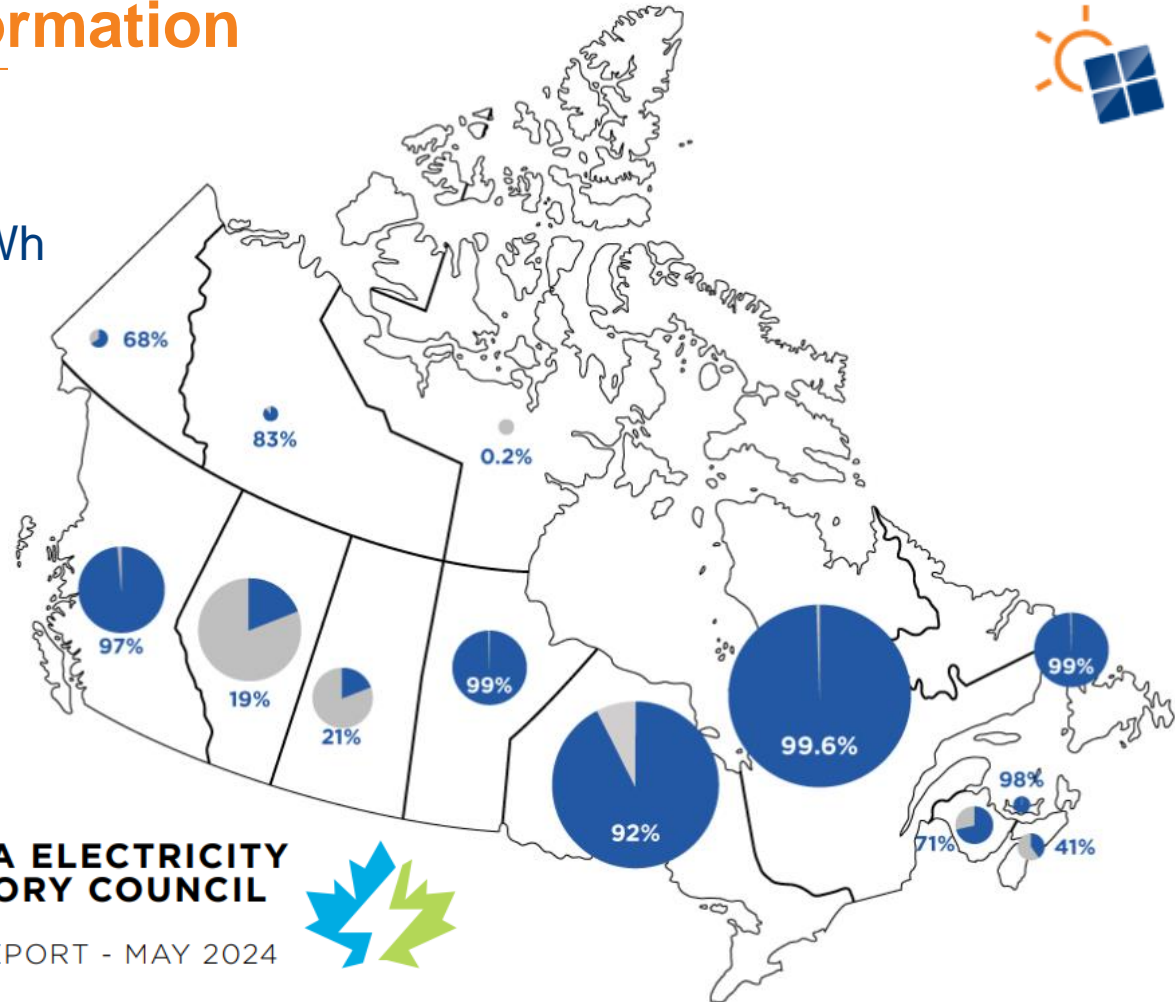 ormation
Wh
68%
83%
0.2%
97%
19%
21%
99%
92%
99.6%
99%
98%
71%
41%
A ELECTRICITY
ORY COUNCIL
EPORT - MAY 2024